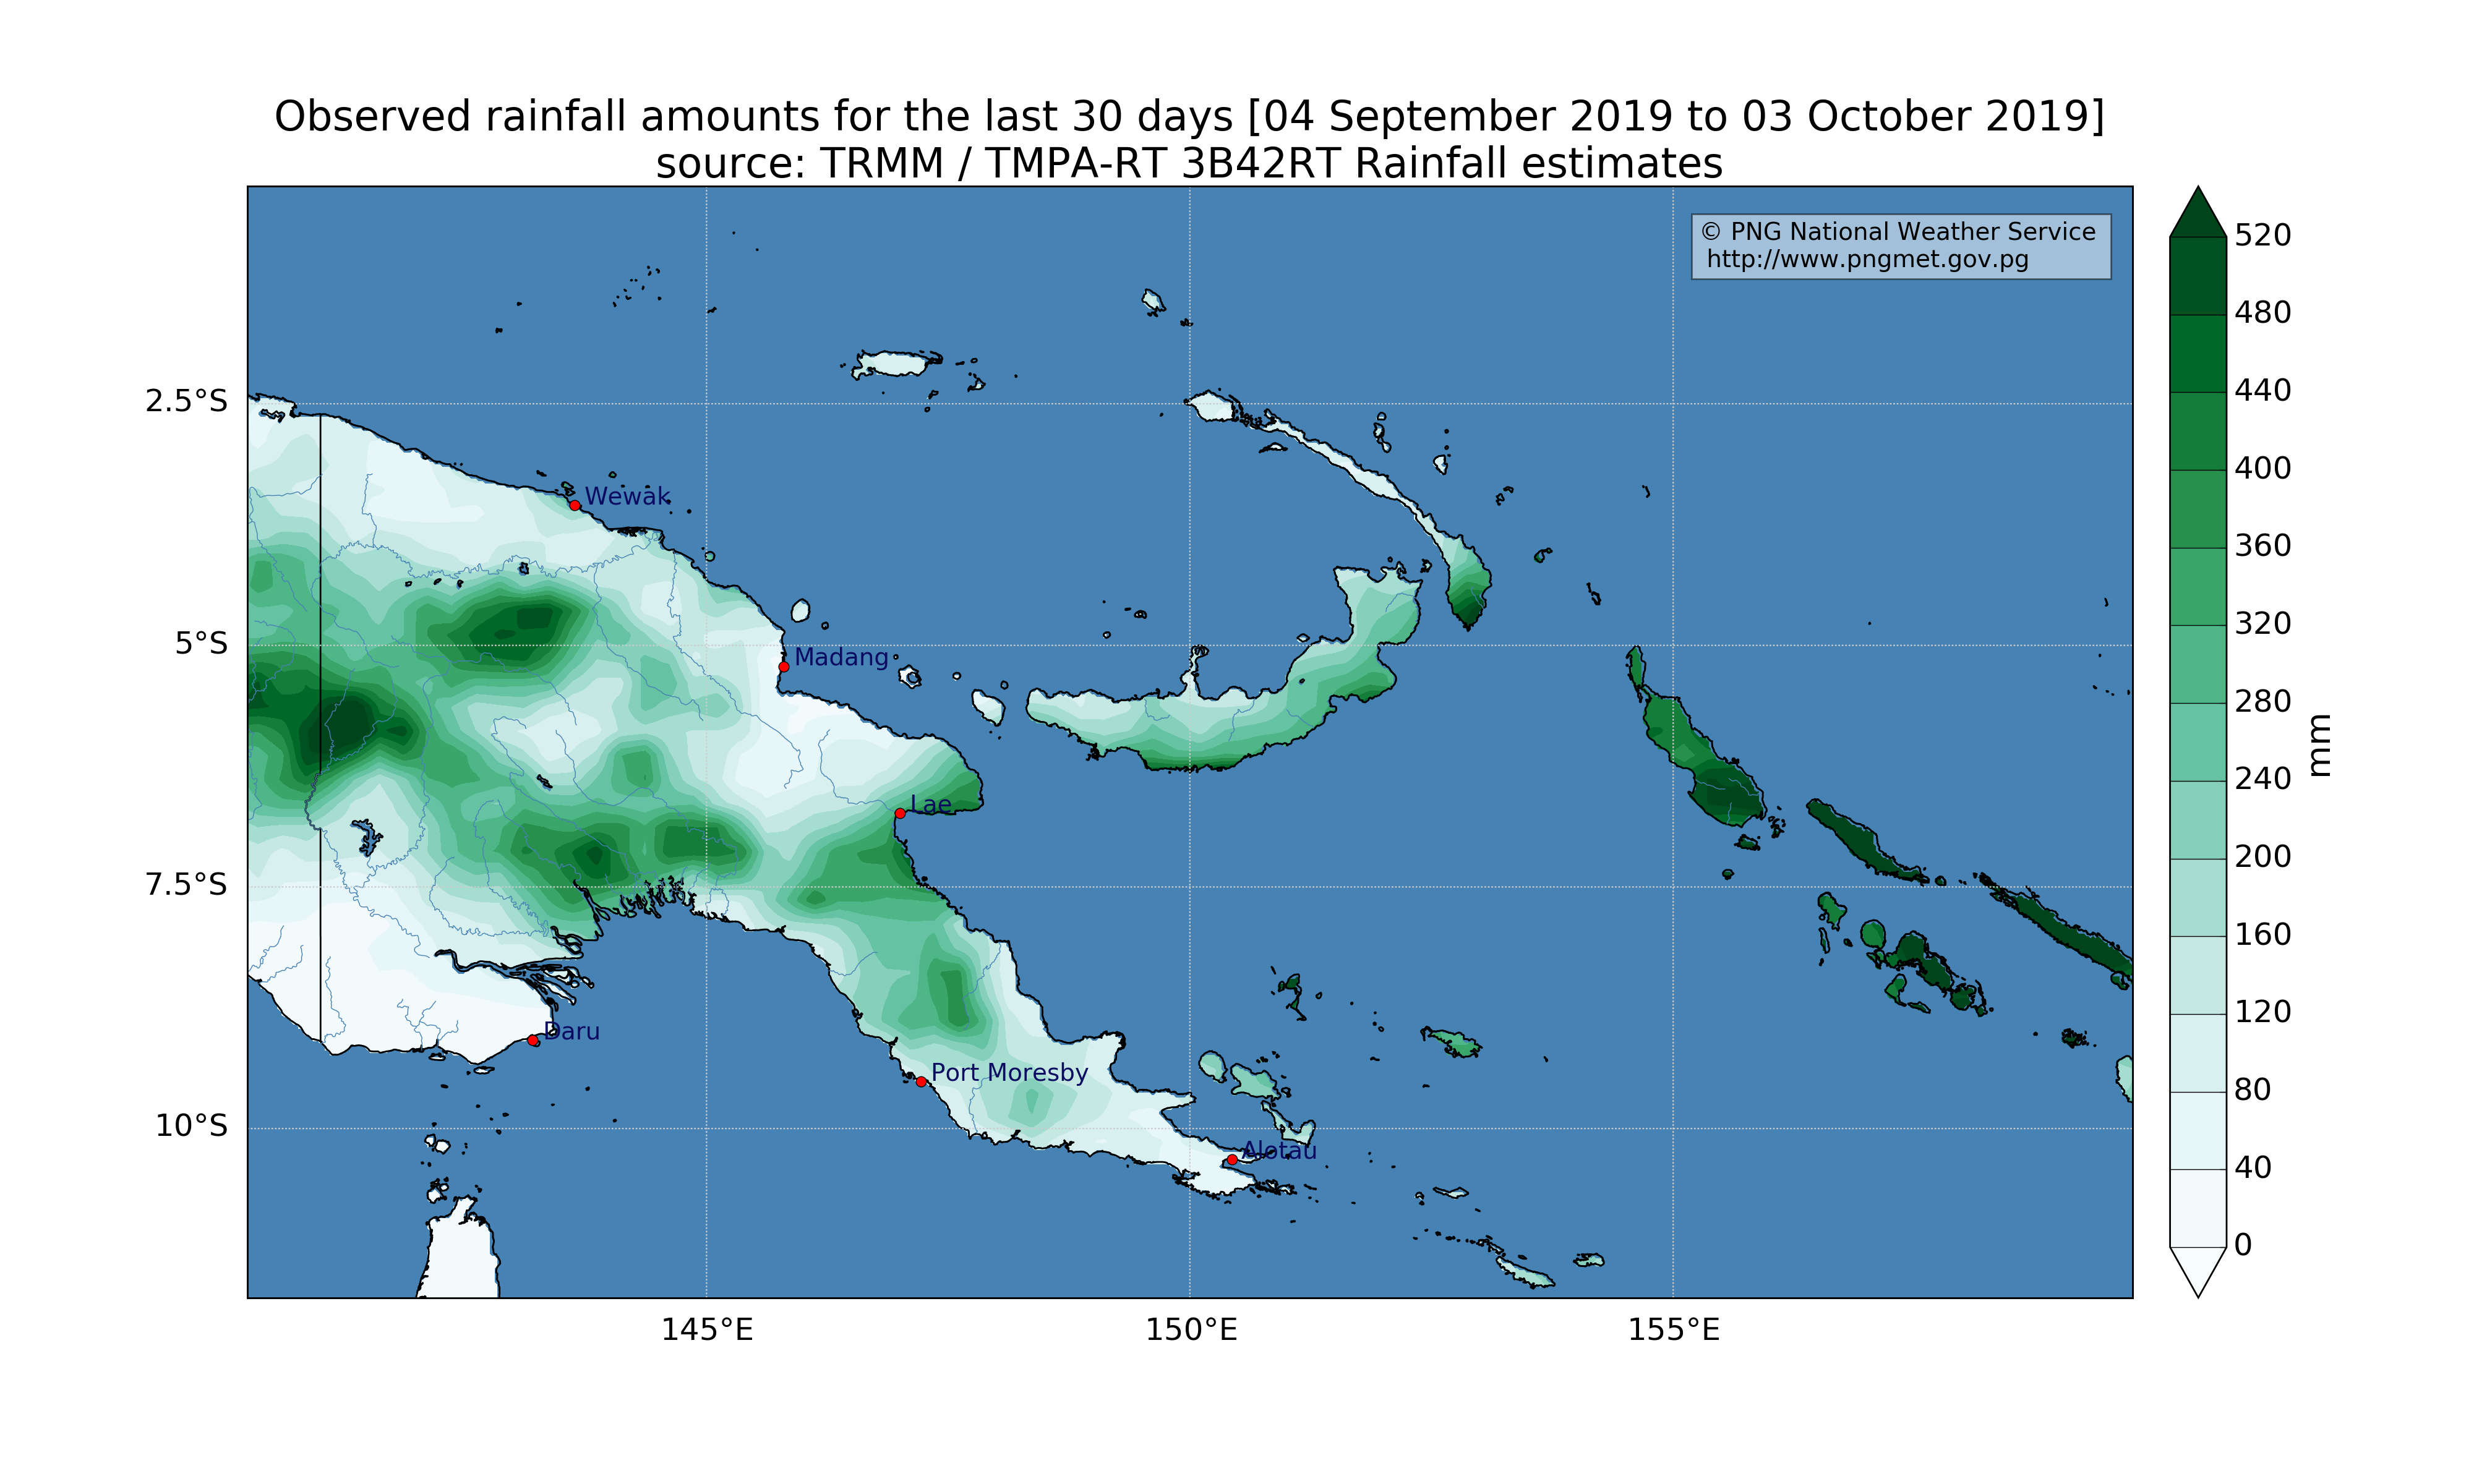 Observed rainfall amounts for the last 30 days [04 September 2019 to 03 October 2019]
source: TRMM / TMPA-RT 3B42RT Rainfall estimates
© PNG National Weather Service
http://www.pngmet.gov.pg
520
480
440
400
360
320
280
240
200
160
120
80
40
0
mm
2.5°S
5°S
7.5°S
10°S
Wewak
Madang
Lae
Daru
Port Moresby
Alotau
145°E
150°E
155°E